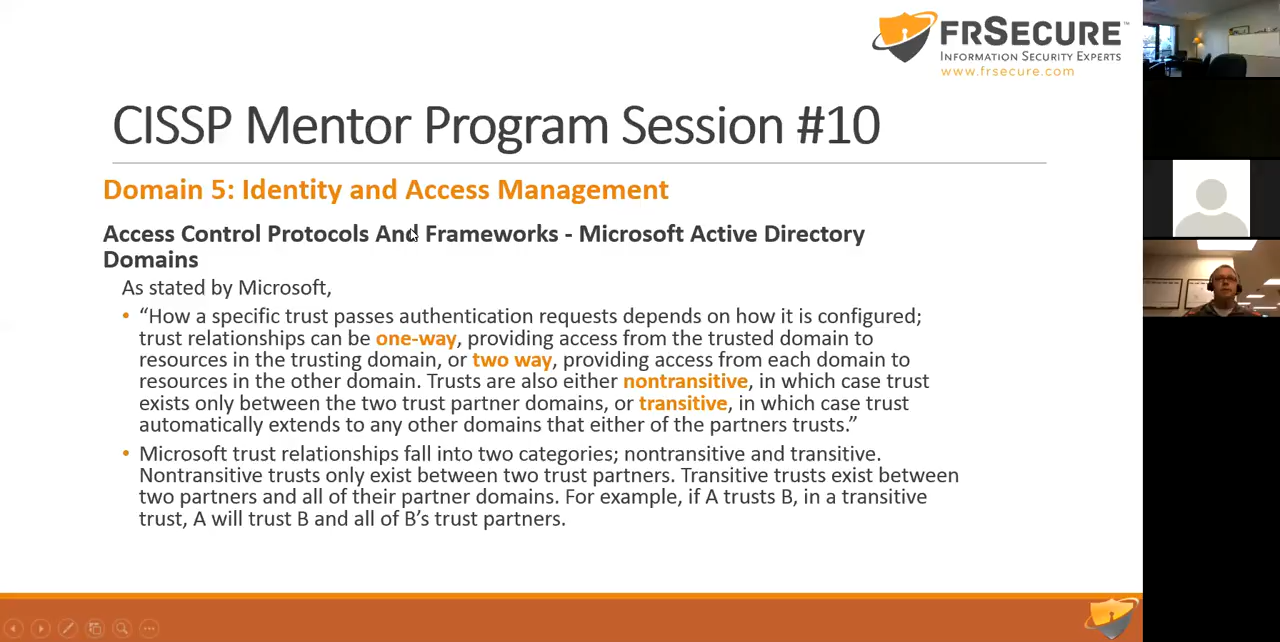 FRSECURE™
INFORMATION SECURITY EXPERTS
www.frsecure.com
CISSP Mentor Program Session #10
Domain 5: Identity and Access Management
Access Control Protocols And Frameworks - Microsoft Active Directory
Domains
As stated by Microsoft,
• “How a specific trust passes authentication requests depends on how it is configured;
trust relationships can be one-way, providing access from the trusted domain to
resources in the trusting domain, or two way, providing access from each domain to
resources in the other domain. Trusts are also either nontransitive, in which case trust
exists only between the two trust partner domains, or transitive, in which case trust
automatically extends to any other domains that either of the partners trusts.”
• Microsoft trust relationships fall into two categories; nontransitive and transitive.
Nontransitive trusts only exist between two trust partners. Transitive trusts exist between
two partners and all of their partner domains. For example, if A trusts B, in a transitive
trust, A will trust B and all of B’s trust partners.